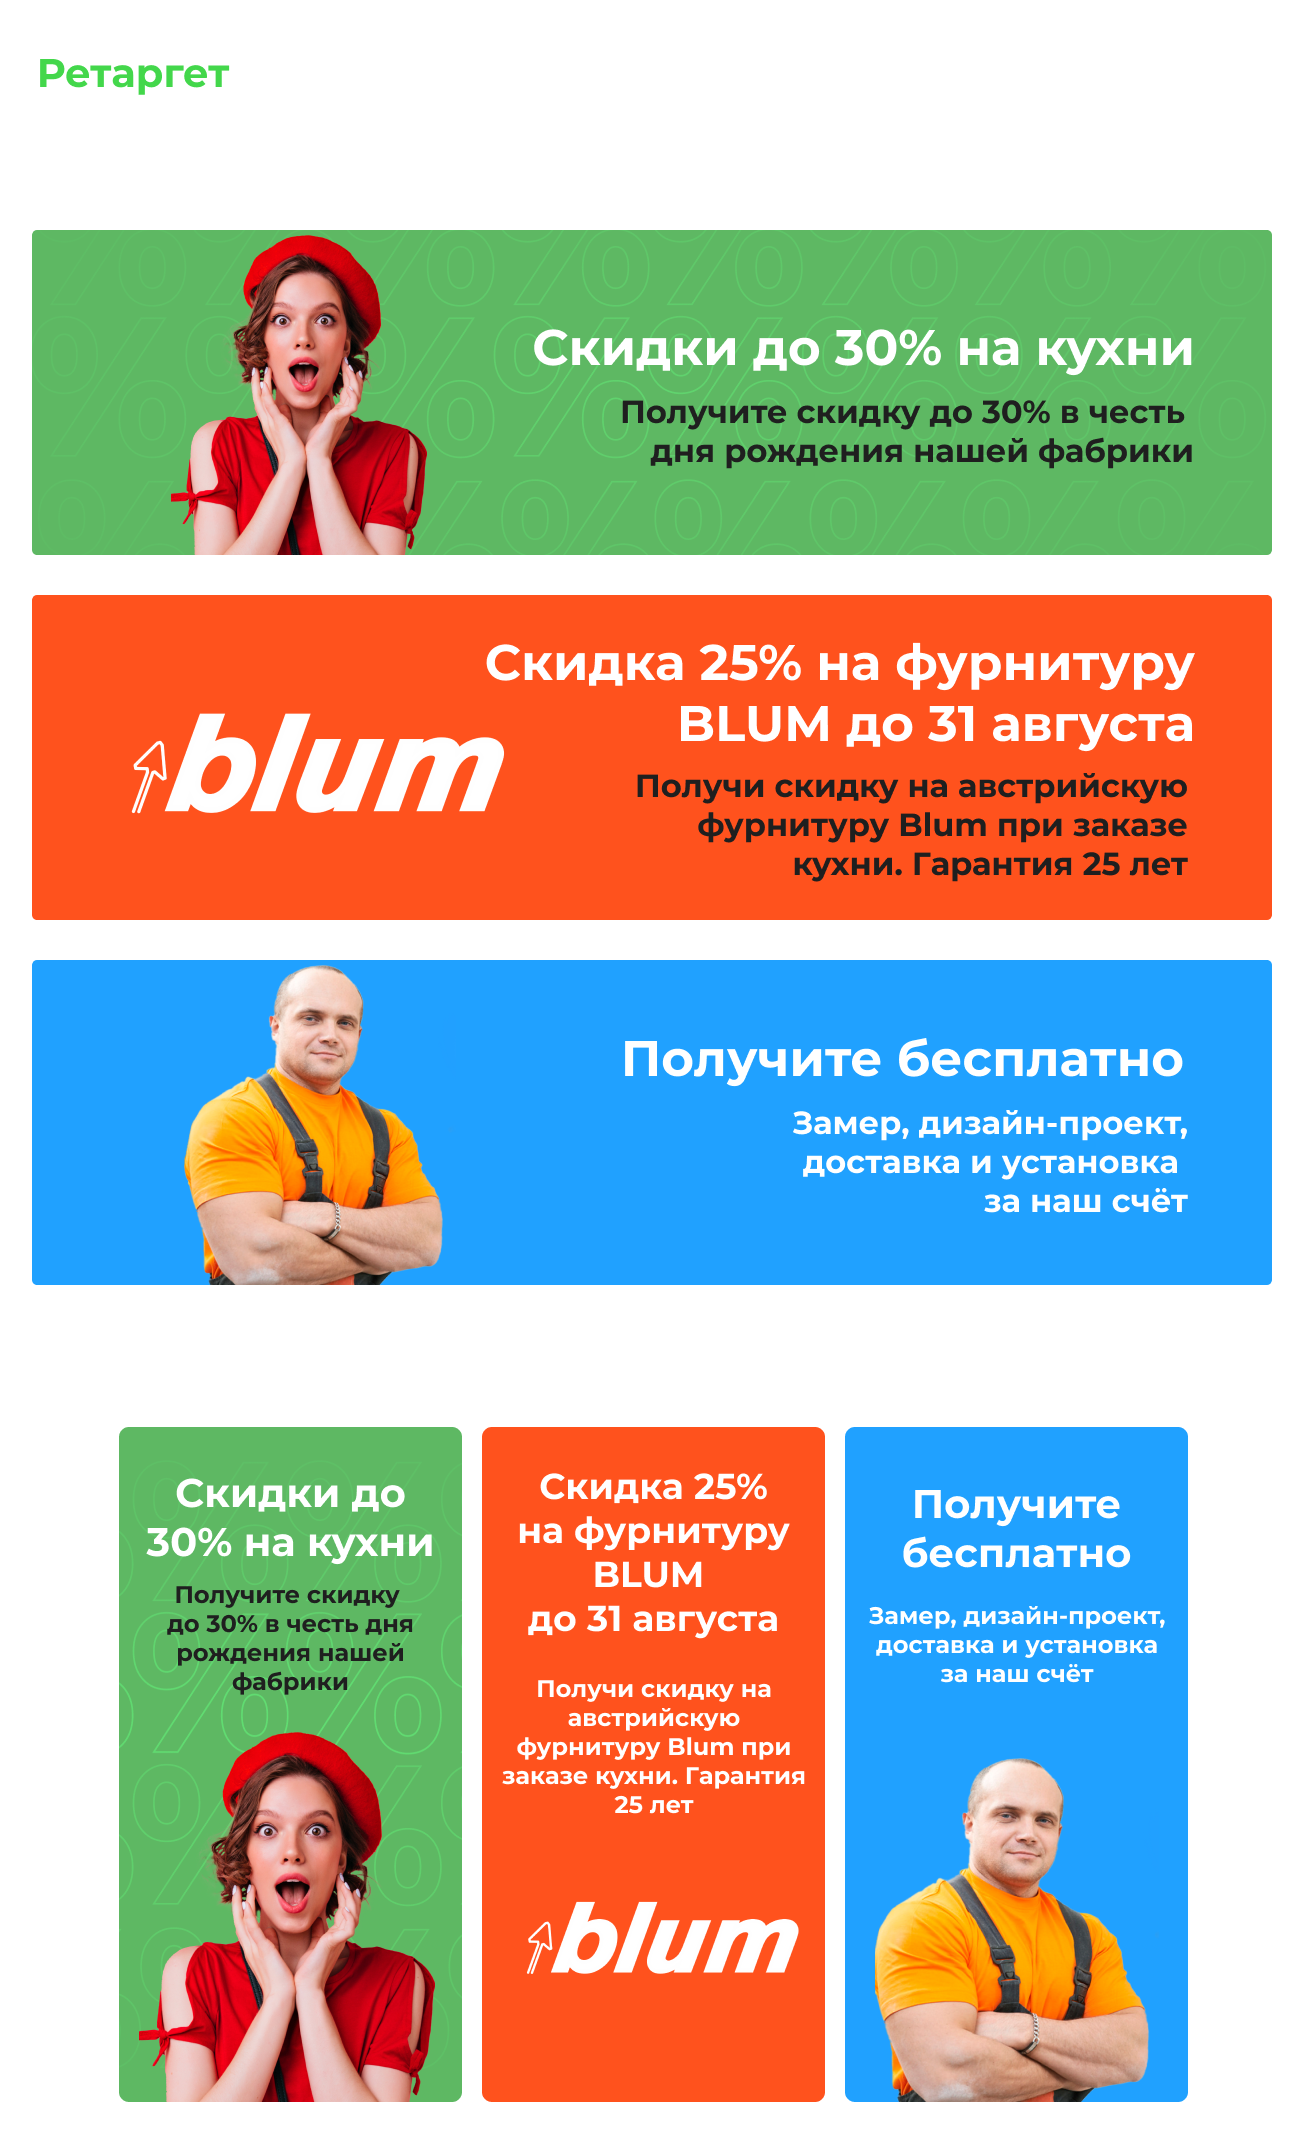 Ретаргет
Скидки до 30% на кухни
Получите скидку до 30% в честь
дня рождения нашей фабрики
blum
Скидка 25% на фурнитуру
BLUM до 31 августа
Получи скидку на австрийскую
фурнитуру Blum при заказе
кухни. Гарантия 25 лет
Получите бесплатно
Замер, дизайн-проект,
доставка и установка
за наш счёт
Скидки до
30% на кухни
Получите скидку
до 30% в честь дня
рождения нашей
фабрики
Скидка 25%
на фурнитуру
BLUM
до 31 августа
Получи скидку на
австрийскую
фурнитуру Blum при
заказе кухни. Гарантия
25 лет
blum
Получите
бесплатно
Замер, дизайн-проект,
доставка и установка
за наш счёт